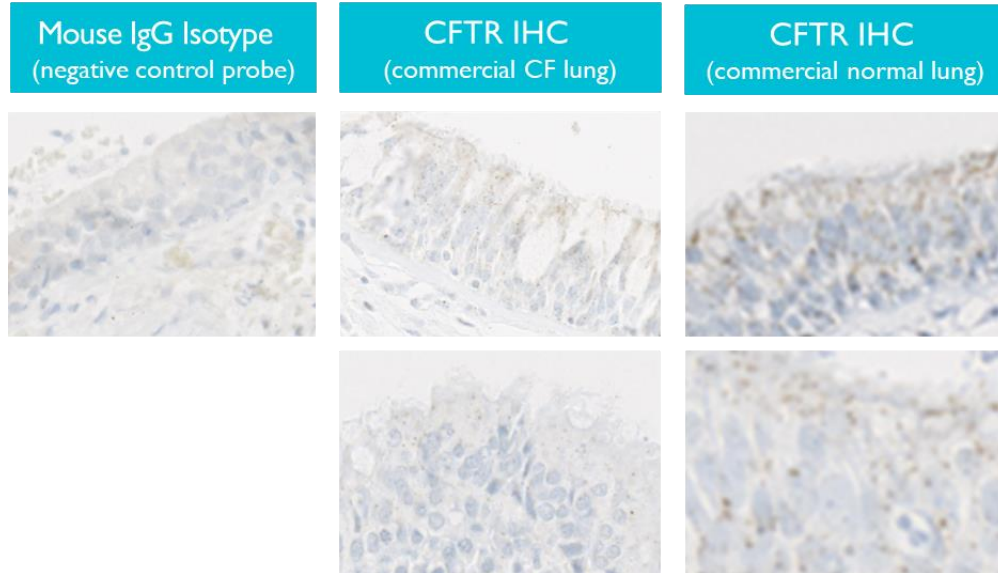 Mouse IgG Isotype
(negative control probe)
CFTR IHC
(commercial CF lung)
CFTR IHC
(commercial normal lung)